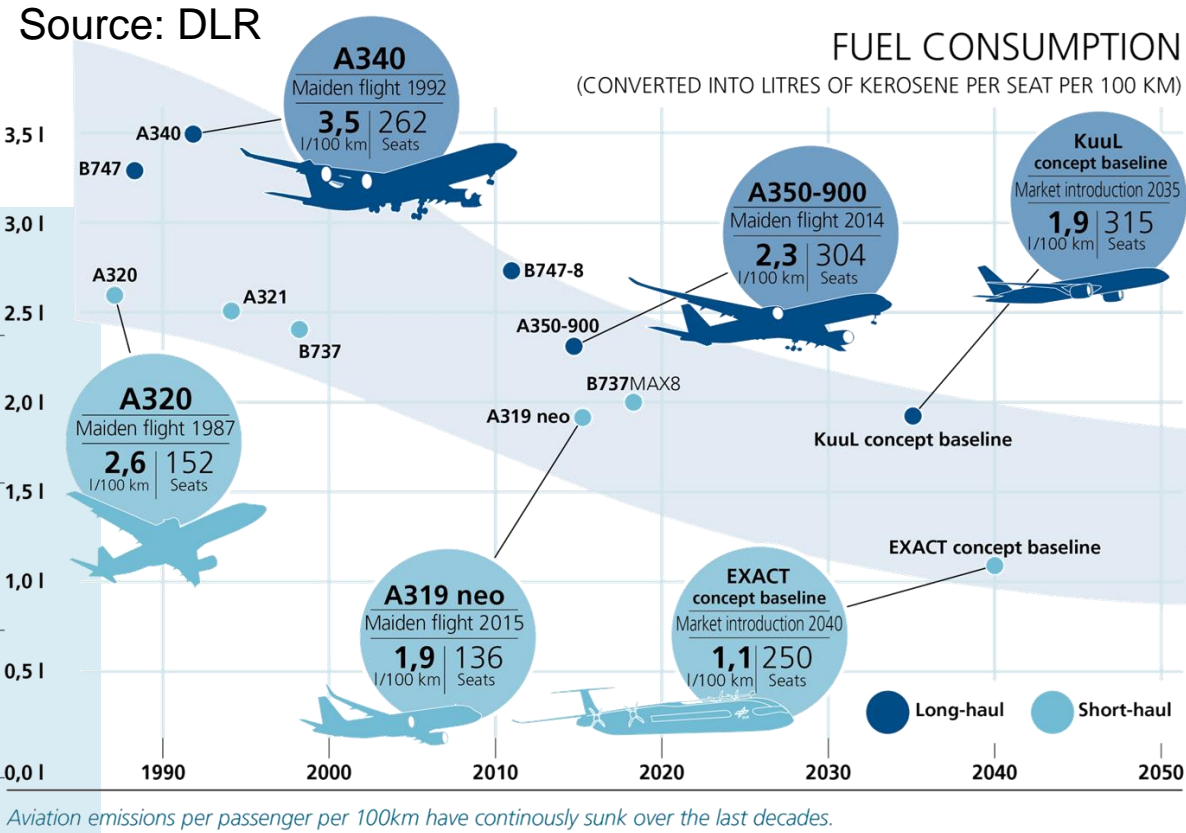 Source: DLR
FUEL CONSUMPTION
(CONVERTED INTO LITRES OF KEROSENE PER SEAT PER 100 KM)
A340
Maiden flight 1992
3,5 262
l/100 km Seats
KuuL
concept baseline
Market introduction 2035
1,9 315
l/100 km Seats
A350-900
Maiden flight 2014
2,3 304
l/100 km Seats
3,5 l
A340
B747
3,0 l
B747-8
A320
A321
2.5 l
A350-900
B737
B737MAX8
2,0 l
A319 neo
KuuL concept baseline
A320
Maiden flight 1987
2,6 152
l/100 km Seats
1,5 l
EXACT concept baseline
1,0 l
A319 neo
Maiden flight 2015
1,9 136
l/100 km Seats
EXACT
concept baseline
Market introduction 2040
1,1 250
l/100 km Seats
0,5 l
Long-haul
Short-haul
0,0 l
1990 2000 2010 2020 2030 2040 2050
Aviation emissions per passenger per 100km have continously sunk over the last decades.